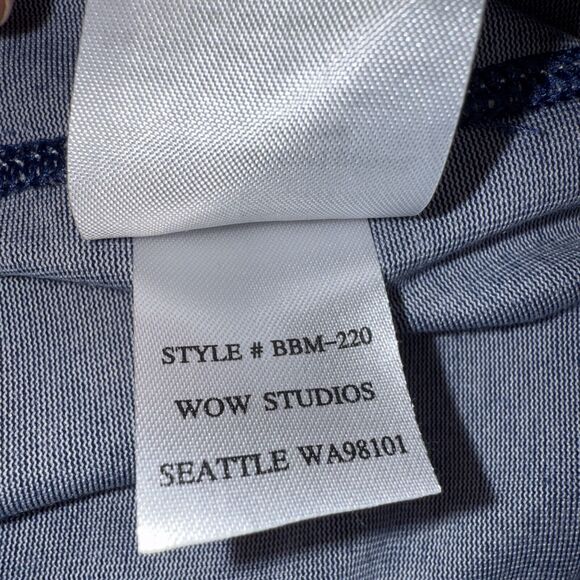 STYLE # BBM-220
WOW STUDIOS
SEATTLE WA98101